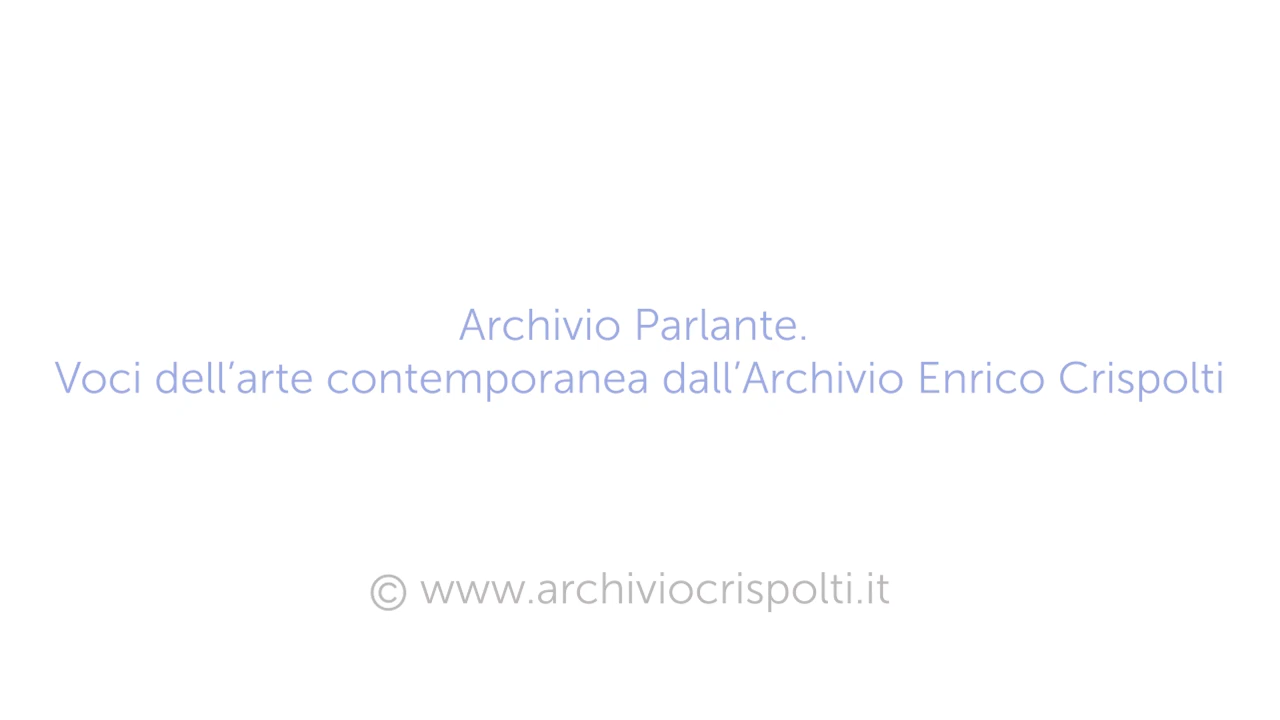 Archivio Parlante.
Voci dell’arte contemporanea dall’Archivio Enrico Crispolti
© www.archiviocrispolti.it